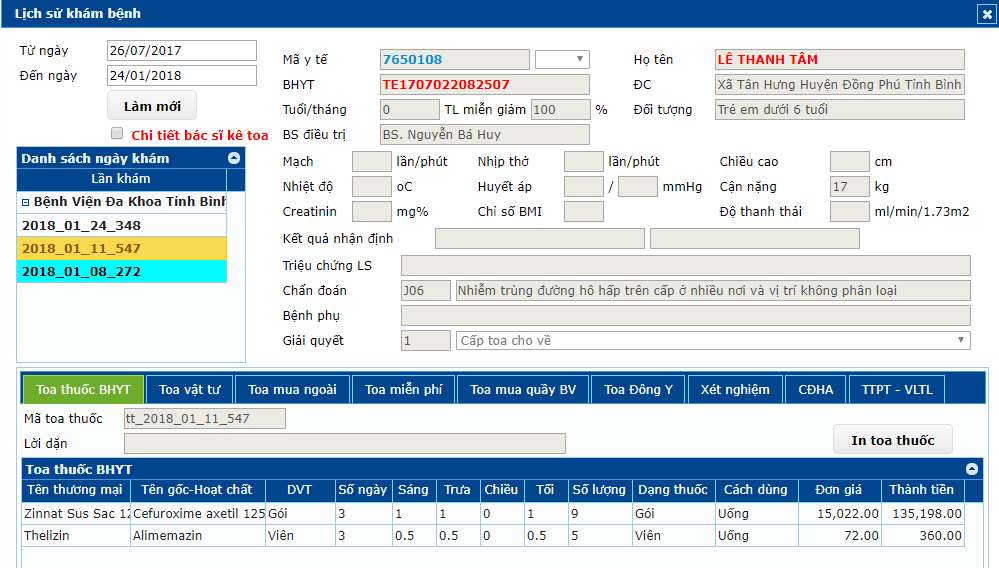 Lịch sử khám bệnh
Từ ngày 26/07/2017
Đến ngày 24/01/2018
Làm mới
Chi tiết bác sĩ kê toa
Danh sách ngày khám
Lần khám
Bệnh Viện Đa Khoa Tỉnh Bình
2018_01_24_348
2018_01_11_547
2018_01_08_272
Mã y tế 7650108 Họ tên LÊ THANH TÂM
BHYT TE1707022082507 ĐC Xã Tân Hưng Huyện Đồng Phú Tỉnh Bình
Tuổi/tháng 0 TL miễn giảm 100 % Đối tượng Trẻ em dưới 6 tuổi
BS điều trị BS. Nguyễn Bá Huy
Mạch lần/phút Nhịp thở lần/phút Chiều cao cm
Nhiệt độ oC Huyết áp / mmHg Cận nặng 17 kg
Creatinin mg% Chỉ số BMI Độ thanh thải ml/min/1.73m2
Kết quả nhận định
Triệu chứng LS
Chẩn đoán J06 Nhiễm trùng đường hô hấp trên cấp ở nhiều nơi và vị trí không phân loại
Bệnh phụ
Giải quyết 1 Cấp toa cho về
Toa thuốc BHYT Toa vật tư Toa mua ngoài Toa miễn phí Toa mua quầy BV Toa Đông Y Xét nghiệm CĐHA TTPT - VLTL
Mã toa thuốc tt_2018_01_11_547
Lời dặn
In toa thuốc
Toa thuốc BHYT
Tên thương mại Tên gốc-Hoạt chất DVT Số ngày Sáng Trưa Chiều Tối Số lượng Dạng thuốc Cách dùng Đơn giá Thành tiền
Zinnat Sus Sac 12 Cefuroxime axetil 125 Gói 3 1 1 0 1 9 Gói Uống 15,022.00 135,198.00
Thelizin Alimemazin Viên 3 0.5 0.5 0 0.5 5 Viên Uống 72.00 360.00